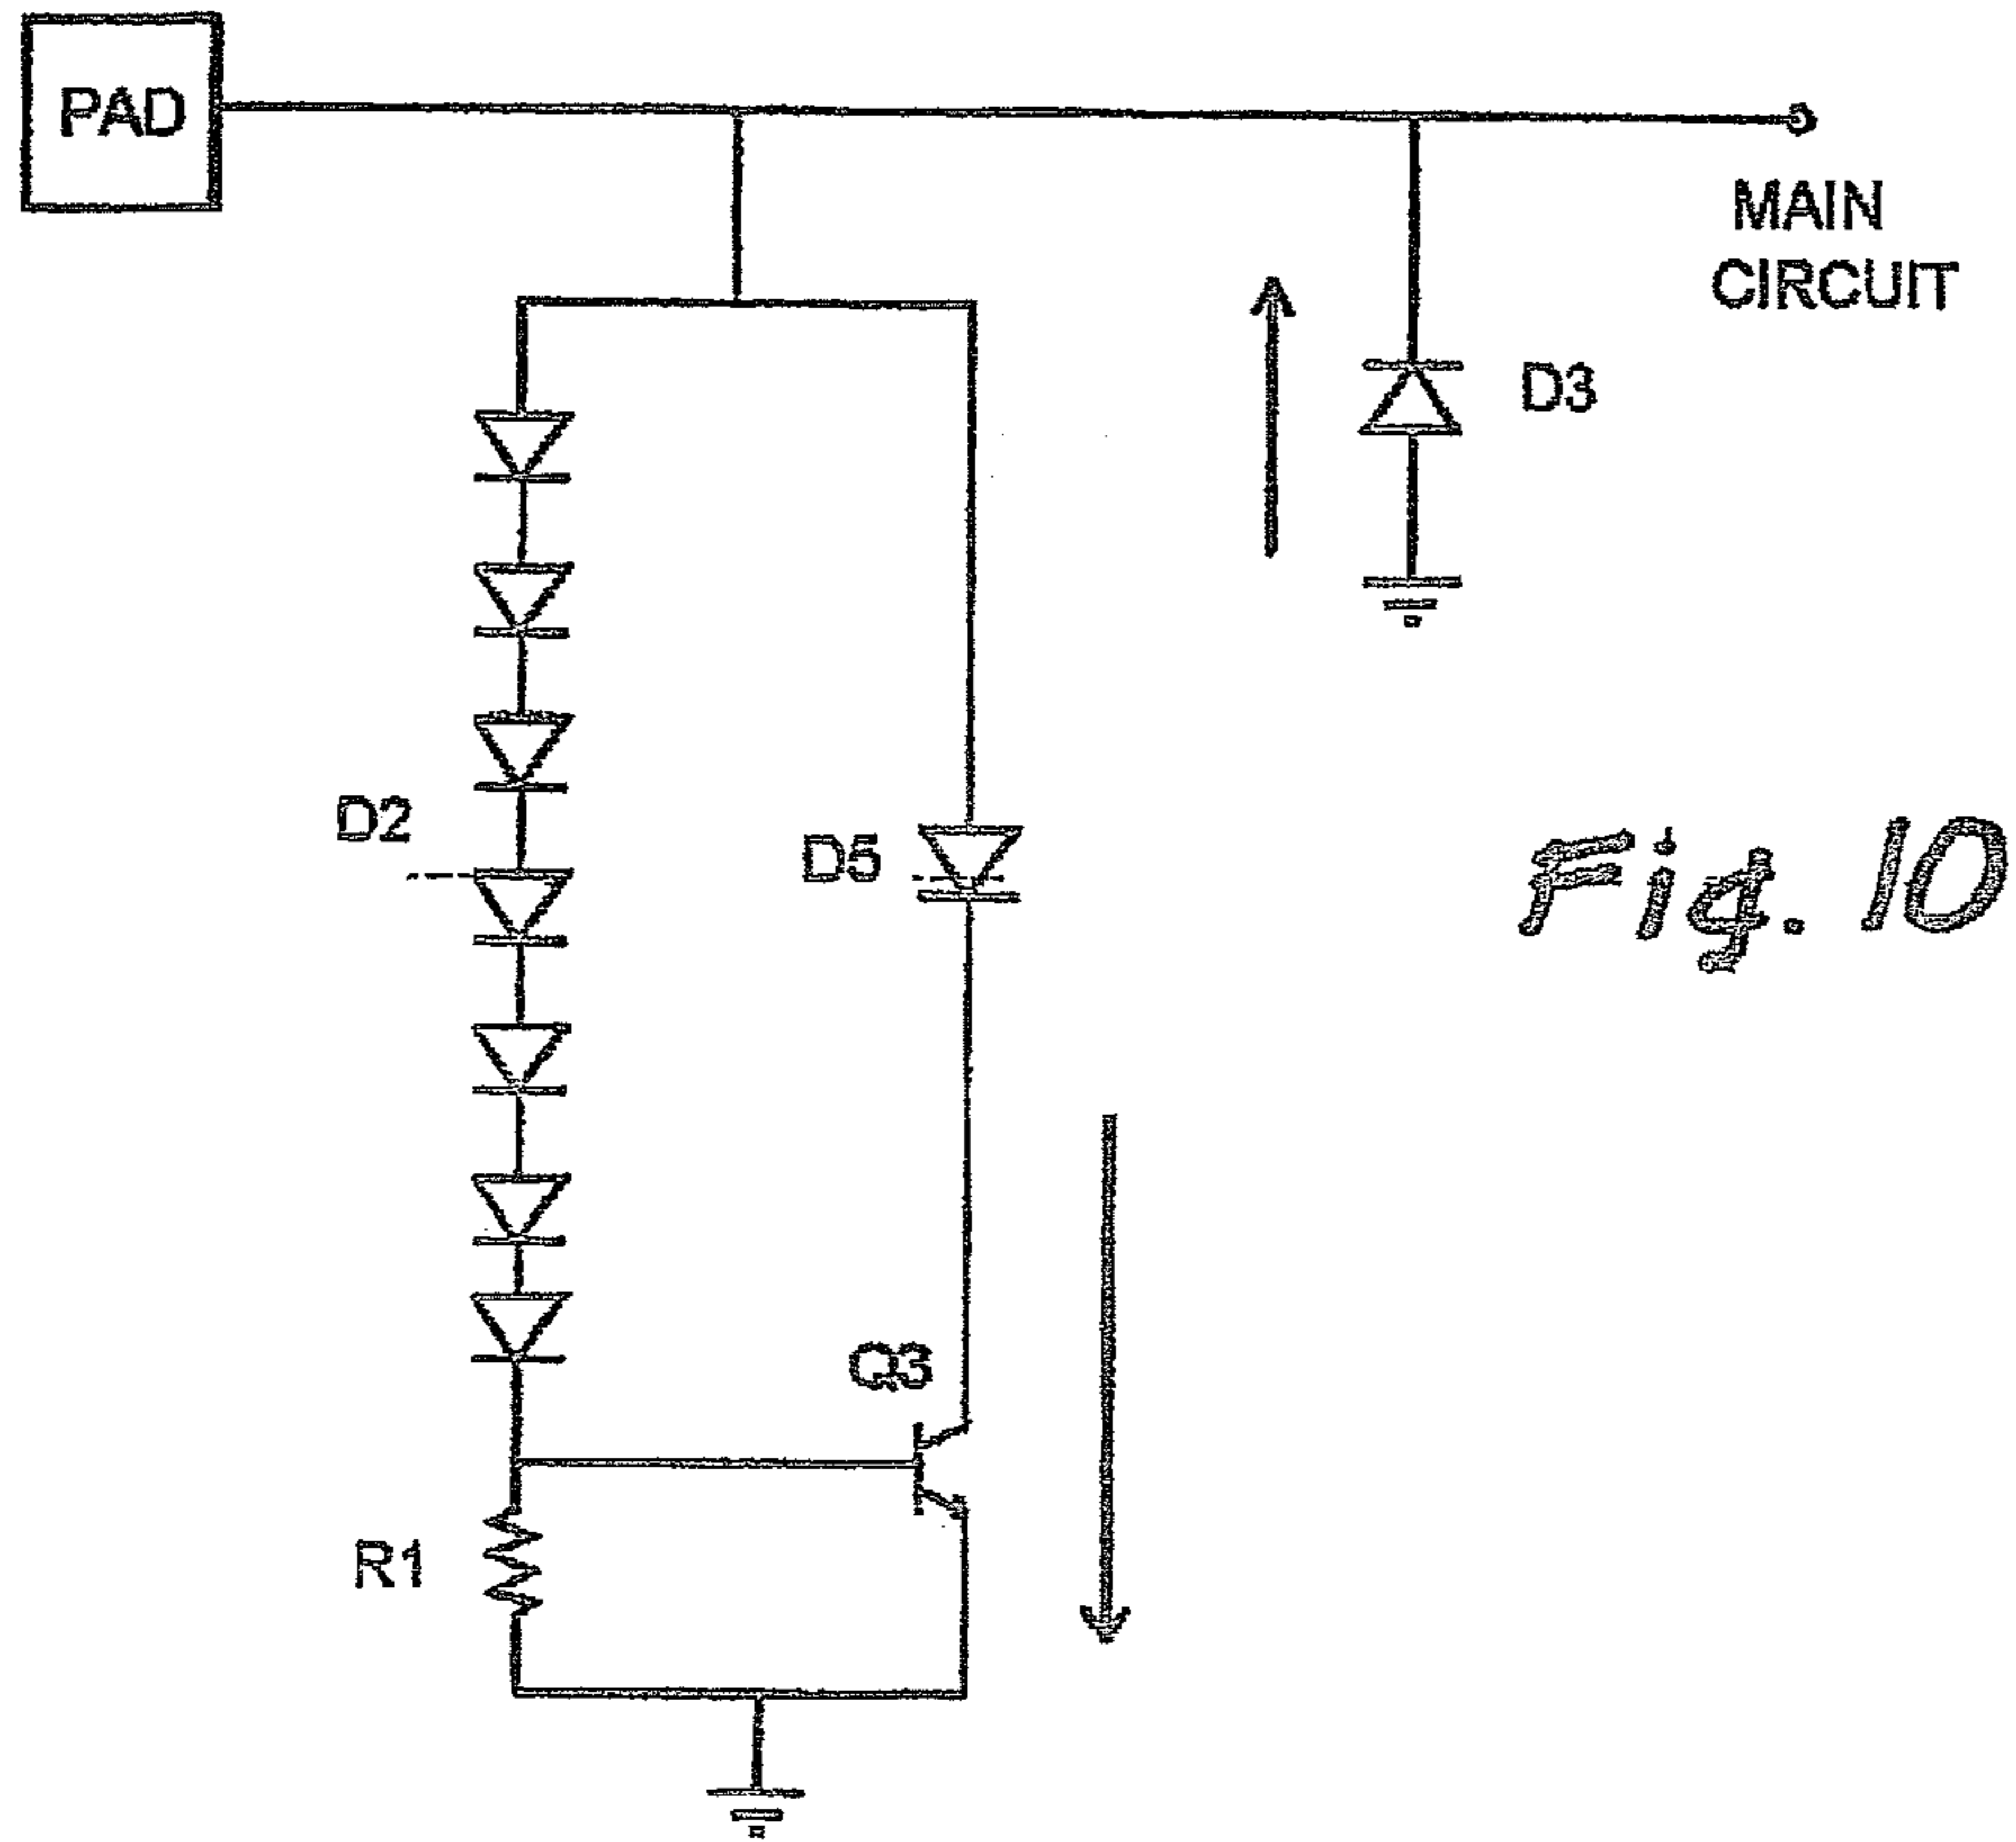 PAD
MAIN
CIRCUIT
D3
D2
D5
Fig. 10
Q3
R1